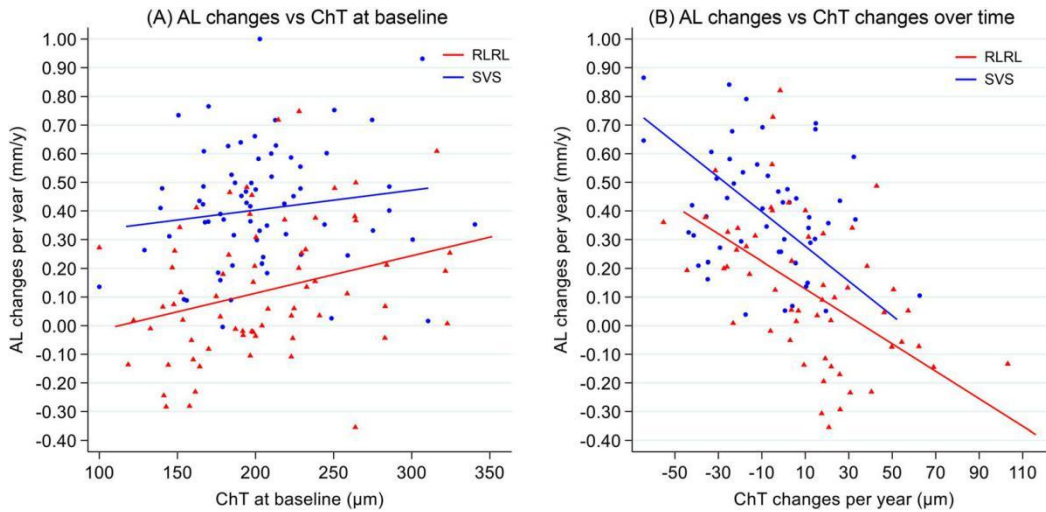 (A) AL changes vs ChT at baseline
AL changes per year (mm/y)
1.00
0.90
0.80
0.70
0.60
0.50
0.40
0.30
0.20
0.10
0.00
-0.10
-0.20
-0.30
-0.40
RLRL
SVS
100 150 200 250 300 350
ChT at baseline (µm)
(B) AL changes vs ChT changes over time
AL changes per year (mm/y)
1.00
0.90
0.80
0.70
0.60
0.50
0.40
0.30
0.20
0.10
0.00
-0.10
-0.20
-0.30
-0.40
RLRL
SVS
-50 -30 -10 10 30 50 70 90 110
ChT changes per year (µm)